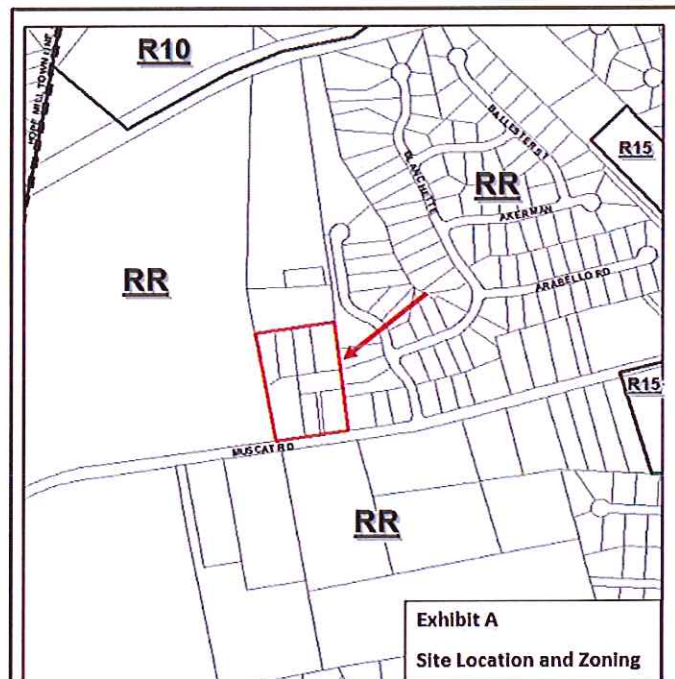 R10
HOPE MILL TOWN LINE
R15
BALLESTER ST
BLANCHETTE
RR
AKERMAN
ARABELLO RD
RR
R15
MUSCAT RD
RR
Exhibit A
Site Location and Zoning